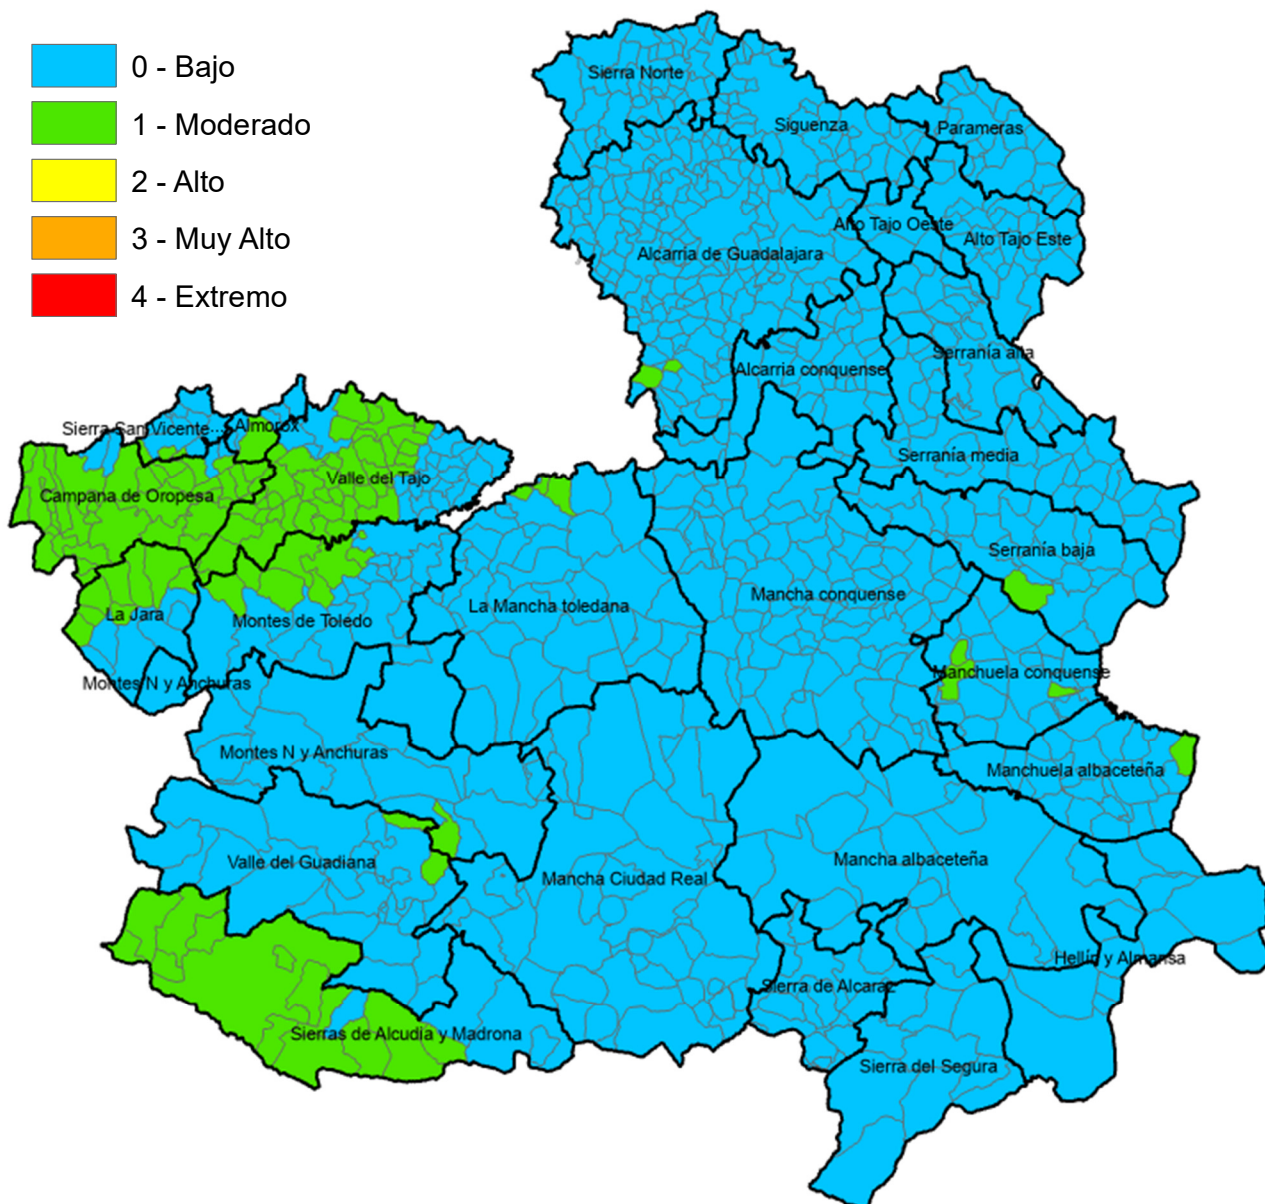 0 - Bajo
1 - Moderado
2 - Alto
3 - Muy Alto
4 - Extremo
Sierra Norte
Siguenza
Parameras
Alto Tajo Oeste
Alto Tajo Este
Alcarria de Guadalajara
Serranía alta
Alcarria conquense
Sierra San Vicente...
Almorox
Serranía media
Valle del Tajo
Campana de Oropesa
Serranía baja
Mancha conquense
La Mancha toledana
La Jara
Montes de Toledo
Manchuela conquense
Montes N y Anchuras
Montes N y Anchuras
Manchuela albaceteña
Valle del Guadiana
Mancha albaceteña
Mancha Ciudad Real
Hellín y Almansa
Sierra de Alcaraz
Sierras de Alcudia y Madrona
Sierra del Segura